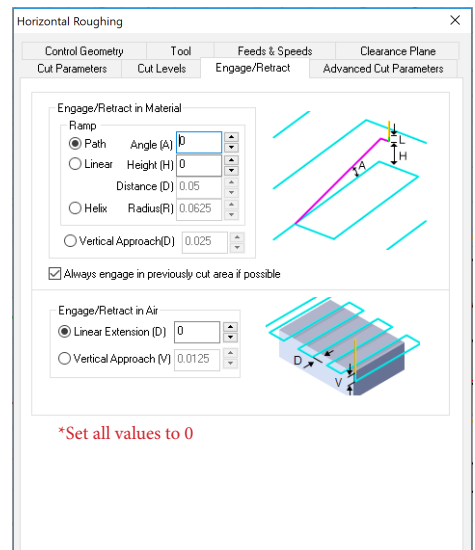 Horizontal Roughing
Control Geometry Tool Feeds & Speeds Clearance Plane
Cut Parameters Cut Levels Engage/Retract Advanced Cut Parameters
Engage/Retract in Material
Ramp
Path Angle (A) 0
Linear Height (H) 0
Distance (D) 0.05
Helix Radius(R) 0.0625
Vertical Approach(D) 0.025
Always engage in previously cut area if possible
L
H
A
Engage/Retract in Air
Linear Extension (D) 0
Vertical Approach (V) 0.0125
D
V
*Set all values to 0